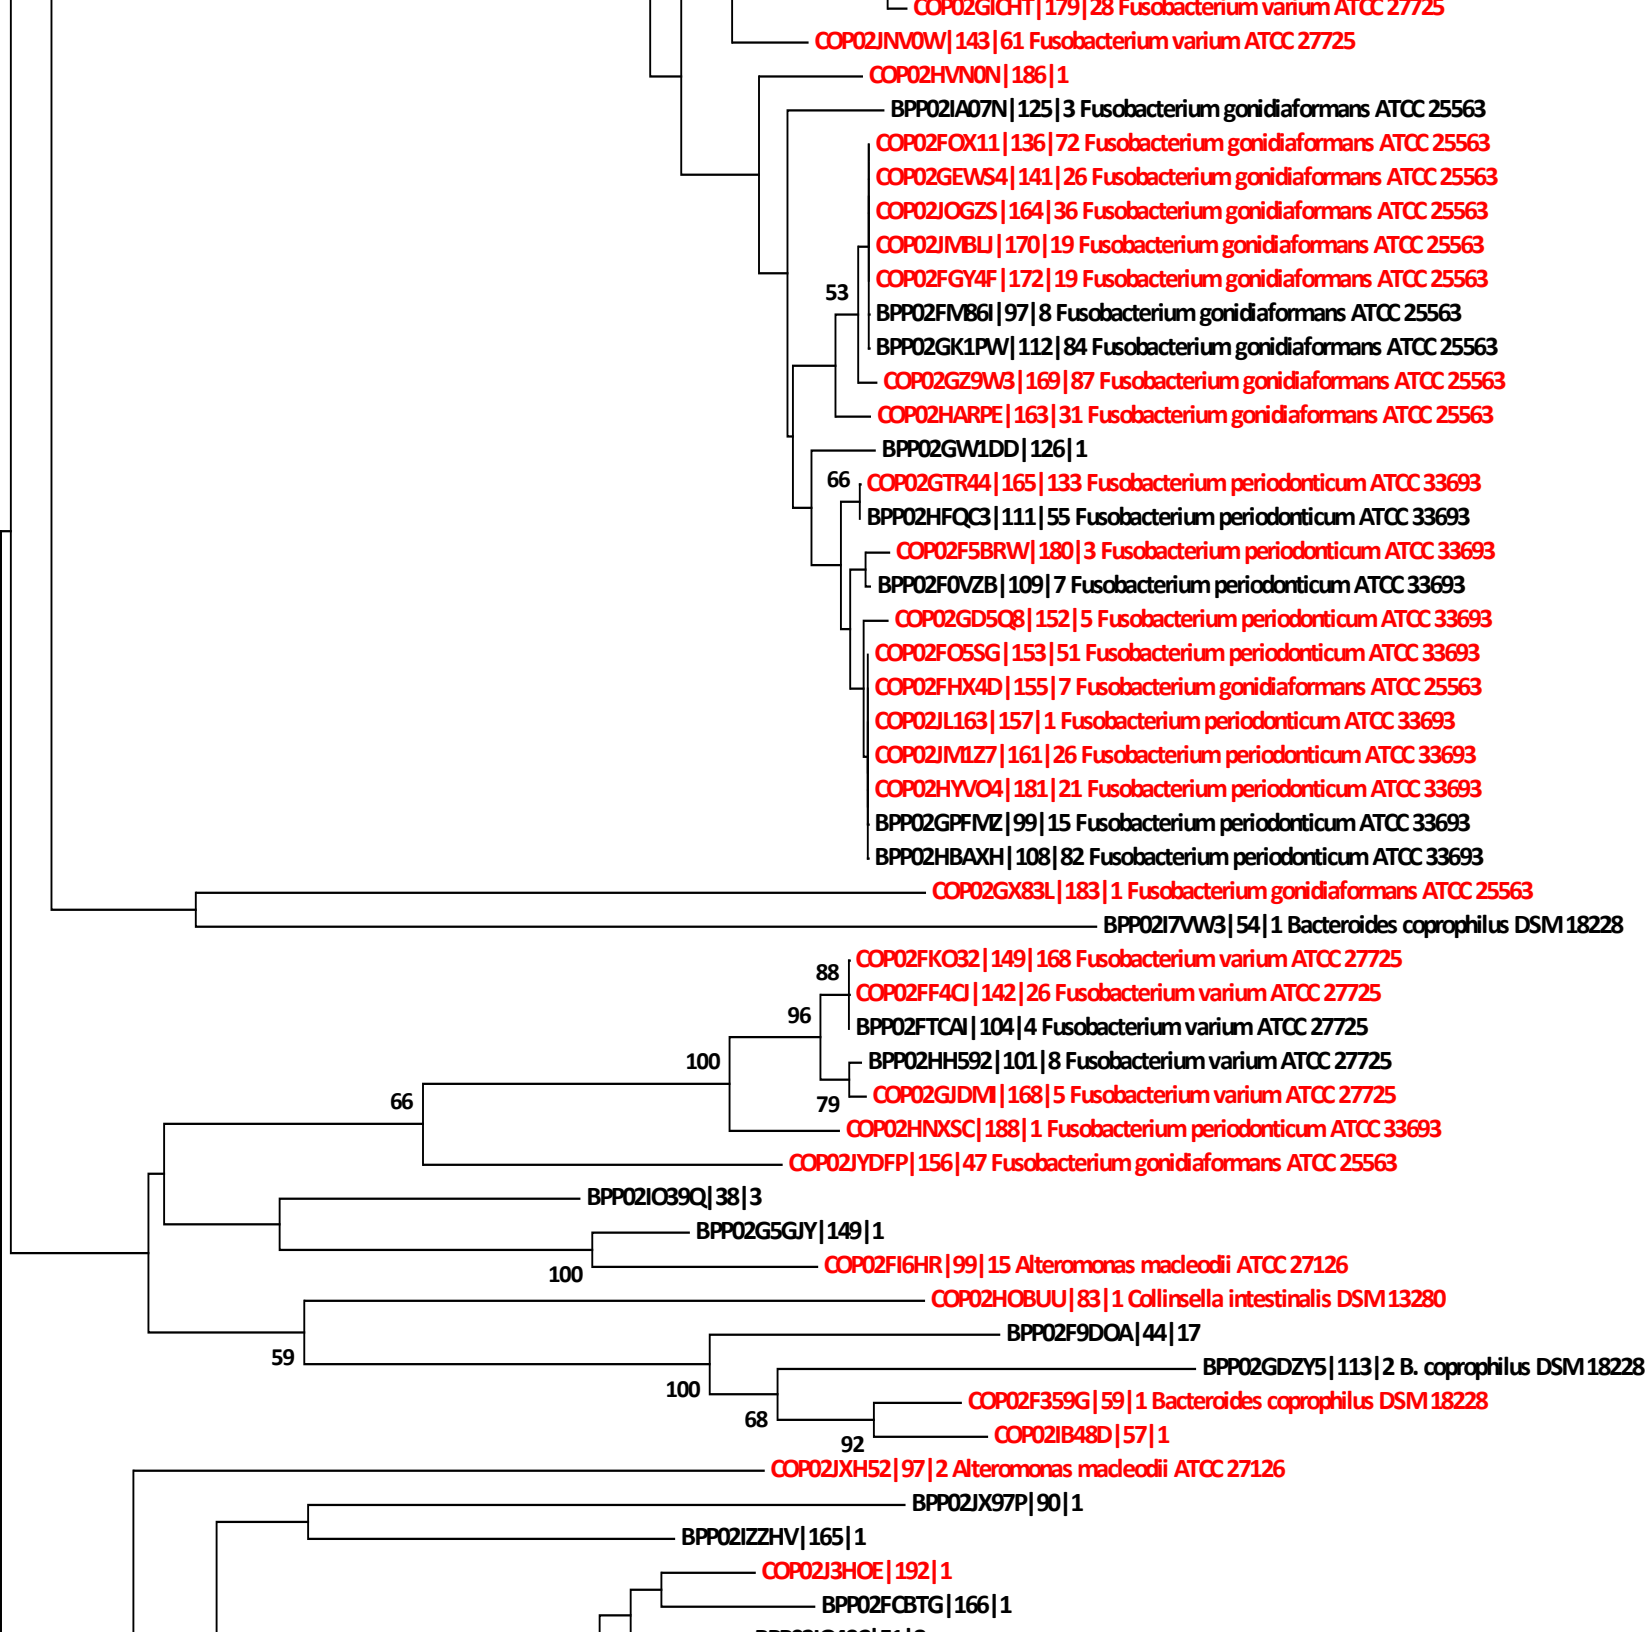 COP02GICHT|179|28 Fusobacterium varium ATCC 27725
COP02JNV0W|143|61 Fusobacterium varium ATCC 27725
COP02HVN0N|186|1
BPP02IA07N|125|3 Fusobacterium gonidiaformans ATCC 25563
COP02FOX11|136|72 Fusobacterium gonidiaformans ATCC 25563
COP02GEWS4|141|26 Fusobacterium gonidiaformans ATCC 25563
COP02JOGZS|164|36 Fusobacterium gonidiaformans ATCC 25563
COP02JMBLJ|170|19 Fusobacterium gonidiaformans ATCC 25563
COP02FGY4F|172|19 Fusobacterium gonidiaformans ATCC 25563
53
BPP02FM86I|97|8 Fusobacterium gonidiaformans ATCC 25563
BPP02GK1PW|112|84 Fusobacterium gonidiaformans ATCC 25563
COP02GZ9W3|169|87 Fusobacterium gonidiaformans ATCC 25563
COP02HARPE|163|31 Fusobacterium gonidiaformans ATCC 25563
BPP02GW1DD|126|1
66
COP02GTR44|165|133 Fusobacterium periodonticum ATCC 33693
BPP02HFQC3|111|55 Fusobacterium periodonticum ATCC 33693
COP02F5BRW|180|3 Fusobacterium periodonticum ATCC 33693
BPP02F0VZB|109|7 Fusobacterium periodonticum ATCC 33693
COP02GD5Q8|152|5 Fusobacterium periodonticum ATCC 33693
COP02FO5SG|153|51 Fusobacterium periodonticum ATCC 33693
COP02FHX4D|155|7 Fusobacterium gonidiaformans ATCC 25563
COP02JL163|157|1 Fusobacterium periodonticum ATCC 33693
COP02JM1Z7|161|26 Fusobacterium periodonticum ATCC 33693
COP02HYVO4|181|21 Fusobacterium periodonticum ATCC 33693
BPP02GPFMZ|99|15 Fusobacterium periodonticum ATCC 33693
BPP02HBAXH|108|82 Fusobacterium periodonticum ATCC 33693
COP02GX83L|183|1 Fusobacterium gonidiaformans ATCC 25563
BPP02I7VW3|54|1 Bacteroides coprophilus DSM 18228
COP02FKO32|149|168 Fusobacterium varium ATCC 27725
88
COP02FF4CJ|142|26 Fusobacterium varium ATCC 27725
96
BPP02FTCAI|104|4 Fusobacterium varium ATCC 27725
100
BPP02HH592|101|8 Fusobacterium varium ATCC 27725
66
79
COP02GJDMI|168|5 Fusobacterium varium ATCC 27725
COP02HNXSC|188|1 Fusobacterium periodonticum ATCC 33693
COP02JYDFP|156|47 Fusobacterium gonidiaformans ATCC 25563
BPP02IO39Q|38|3
BPP02G5GJY|149|1
100
COP02FI6HR|99|15 Alteromonas macleodii ATCC 27126
COP02HOBUU|83|1 Collinsella intestinalis DSM 13280
BPP02F9DOA|44|17
59
BPP02GDZY5|113|2 B. coprophilus DSM 18228
100
COP02F359G|59|1 Bacteroides coprophilus DSM 18228
68
COP02IB48D|57|1
92
COP02JXH52|97|2 Alteromonas macleodii ATCC 27126
BPP02JX97P|90|1
BPP02IZZHV|165|1
COP02J3HOE|192|1
BPP02FCBTG|166|1